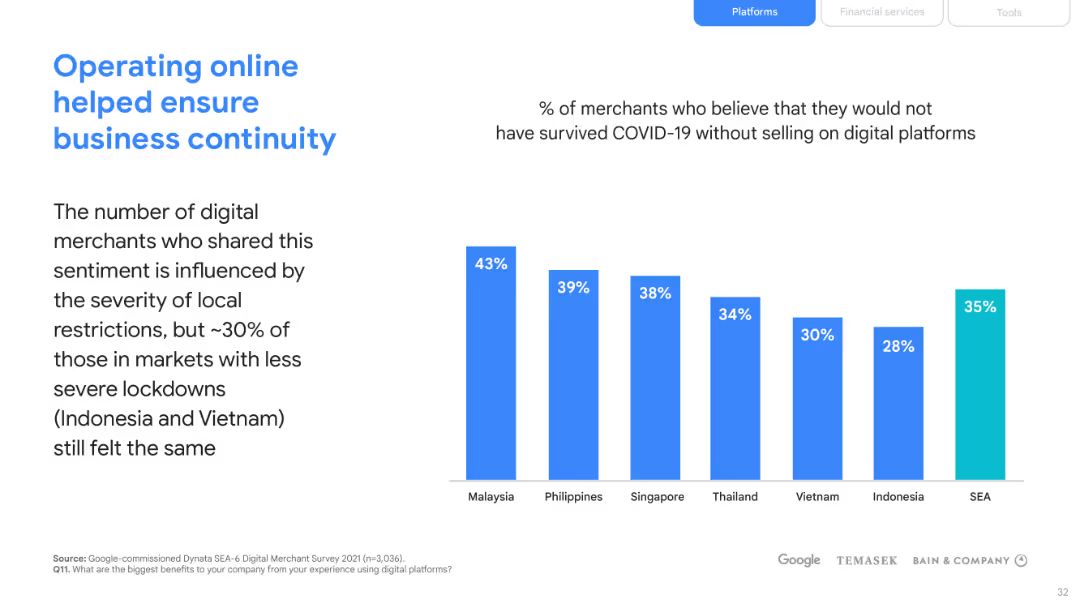 Platforms
Financial services
Tools
Operating online
helped ensure
business continuity
The number of digital
merchants who shared this
sentiment is influenced by
the severity of local
restrictions, but ~30% of
those in markets with less
severe lockdowns
(Indonesia and Vietnam)
still felt the same
% of merchants who believe that they would not
have survived COVID-19 without selling on digital platforms
43%
39%
38%
34%
30%
28%
35%
Malaysia
Philippines
Singapore
Thailand
Vietnam
Indonesia
SEA
Source: Google-commissioned Dynata SEA-6 Digital Merchant Survey 2021 (n=3,036).
Q11. What are the biggest benefits to your company from your experience using digital platforms?
Google
TEMASEK
BAIN & COMPANY
32